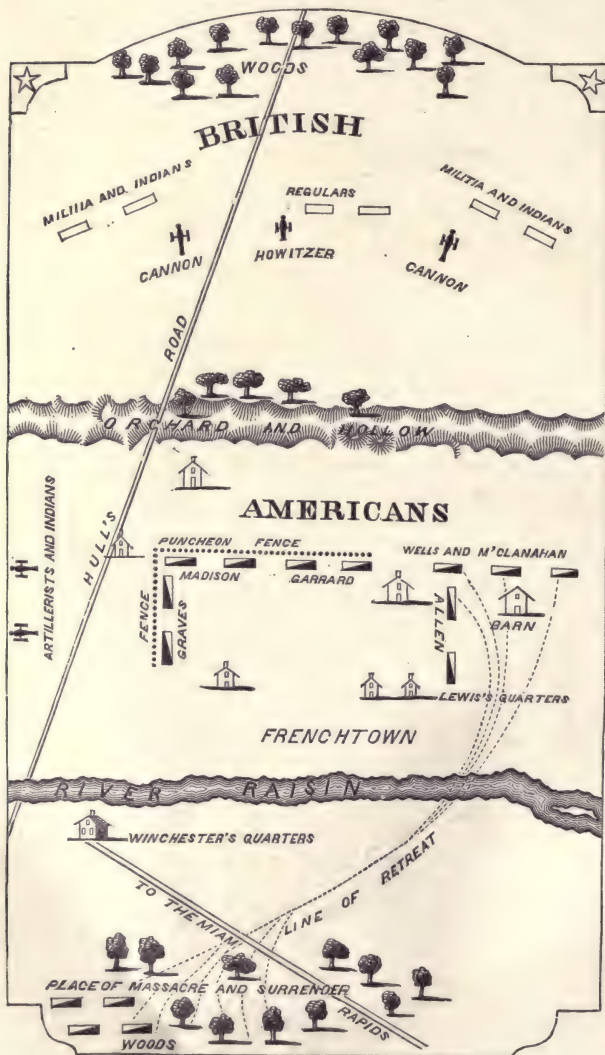 WOODS
BRITISH
MILITIA AND INDIANS
REGULARS
MILITIA AND INDIANS
CANNON
HOWITZER
CANNON
HULL'S ROAD
ORCHARD AND HOLLOW
AMERICANS
ARTILLERISTS AND INDIANS
PUNCHEON FENCE
MADISON
GARRARD
WELLS AND M'CLANAHAN
FENCE
GRAVES
ALLEN
BARN
LEWIS'S QUARTERS
FRENCHTOWN
RIVER RAISIN
WINCHESTER'S QUARTERS
TO THE MIAMI RAPIDS
LINE OF RETREAT
PLACE OF MASSACRE AND SURRENDER
WOODS